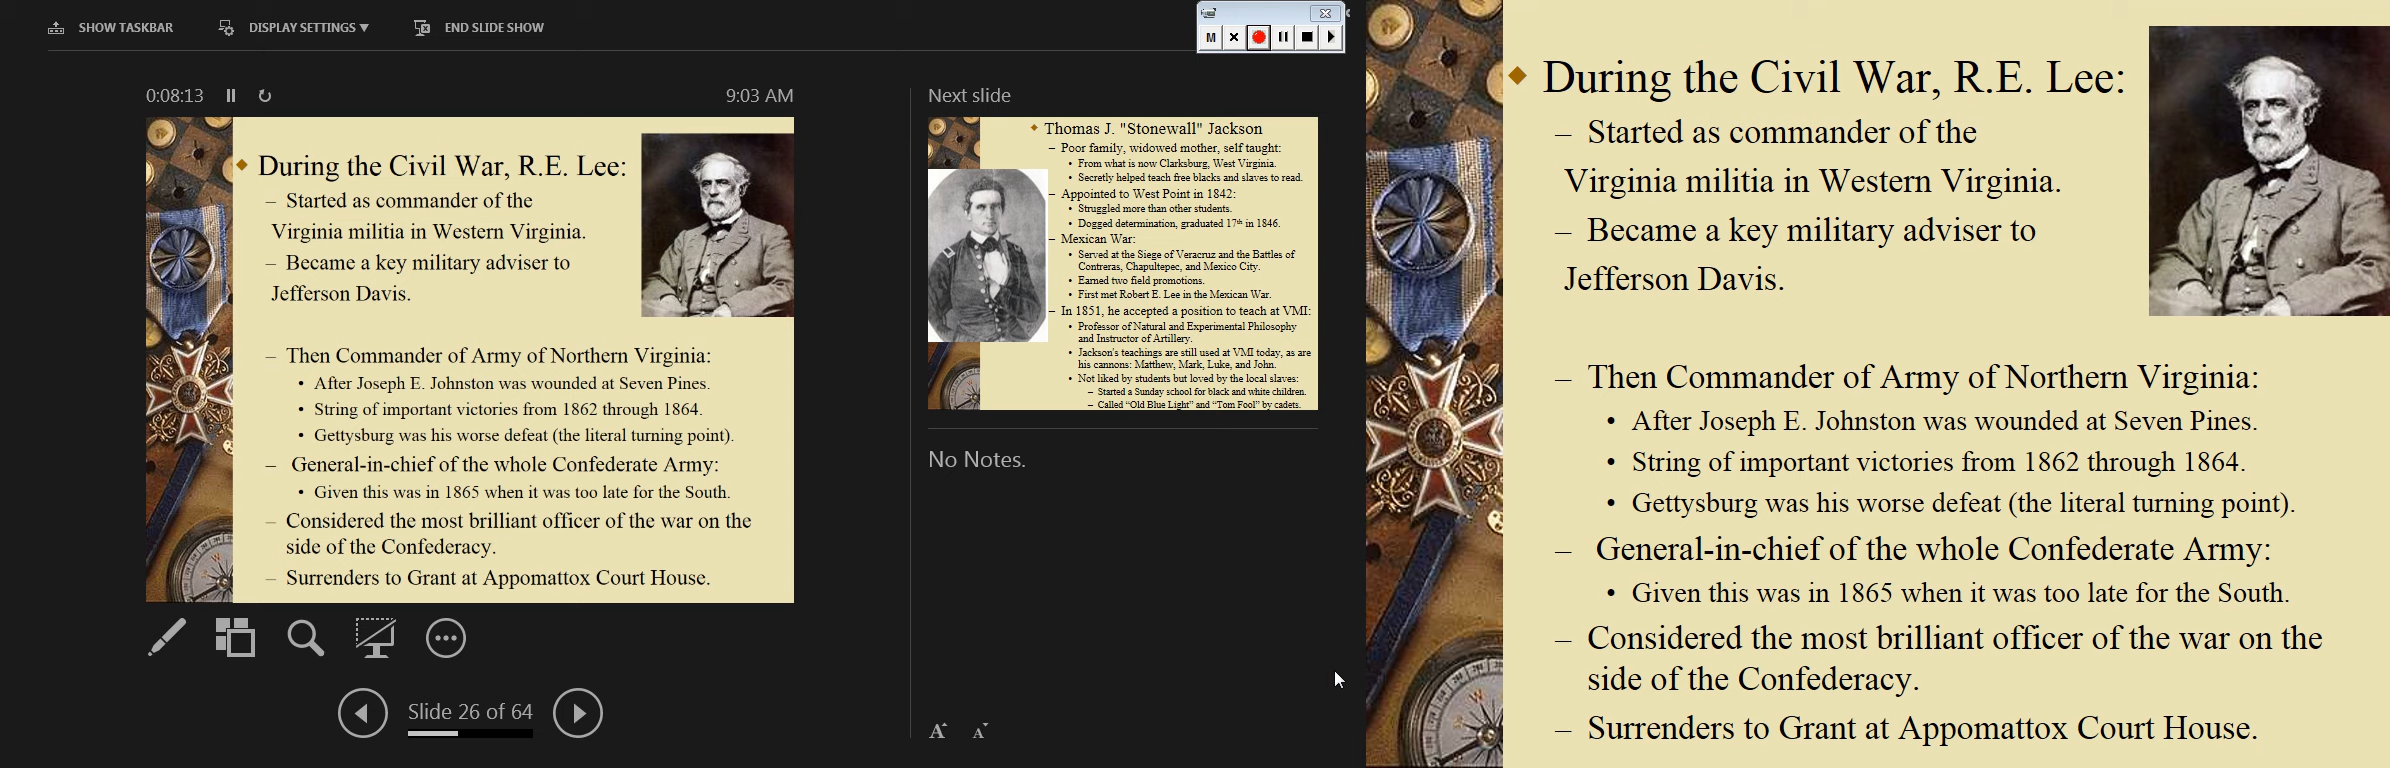 SHOW TASKBAR
DISPLAY SETTINGS ▼
END SLIDE SHOW
M
0:08:13
9:03 AM
◆ During the Civil War, R.E. Lee:
– Started as commander of the
Virginia militia in Western Virginia.
– Became a key military adviser to
Jefferson Davis.
– Then Commander of Army of Northern Virginia:
• After Joseph E. Johnston was wounded at Seven Pines.
• String of important victories from 1862 through 1864.
• Gettysburg was his worse defeat (the literal turning point).
– General-in-chief of the whole Confederate Army:
• Given this was in 1865 when it was too late for the South.
– Considered the most brilliant officer of the war on the
side of the Confederacy.
– Surrenders to Grant at Appomattox Court House.
Slide 26 of 64
Next slide
◆ Thomas J. "Stonewall" Jackson
– Poor family, widowed mother, self taught:
• From what is now Clarksburg, West Virginia.
• Secretly helped teach free blacks and slaves to read.
– Appointed to West Point in 1842:
• Struggled more than other students.
• Dogged determination, graduated 17th in 1846.
– Mexican War:
• Served at the Siege of Veracruz and the Battles of
Contreras, Chapultepec, and Mexico City.
• Earned two field promotions.
• First met Robert E. Lee in the Mexican War.
– In 1851, he accepted a position to teach at VMI:
• Professor of Natural and Experimental Philosophy
and Instructor of Artillery.
• Jackson's teachings are still used at VMI today, as are
his cannons: Matthew, Mark, Luke, and John.
• Not liked by students but loved by the local slaves:
– Started a Sunday school for black and white children.
– Called “Old Blue Light” and “Tom Fool” by cadets.
No Notes.
A A
◆ During the Civil War, R.E. Lee:
– Started as commander of the
Virginia militia in Western Virginia.
– Became a key military adviser to
Jefferson Davis.
– Then Commander of Army of Northern Virginia:
• After Joseph E. Johnston was wounded at Seven Pines.
• String of important victories from 1862 through 1864.
• Gettysburg was his worse defeat (the literal turning point).
– General-in-chief of the whole Confederate Army:
• Given this was in 1865 when it was too late for the South.
– Considered the most brilliant officer of the war on the
side of the Confederacy.
– Surrenders to Grant at Appomattox Court House.